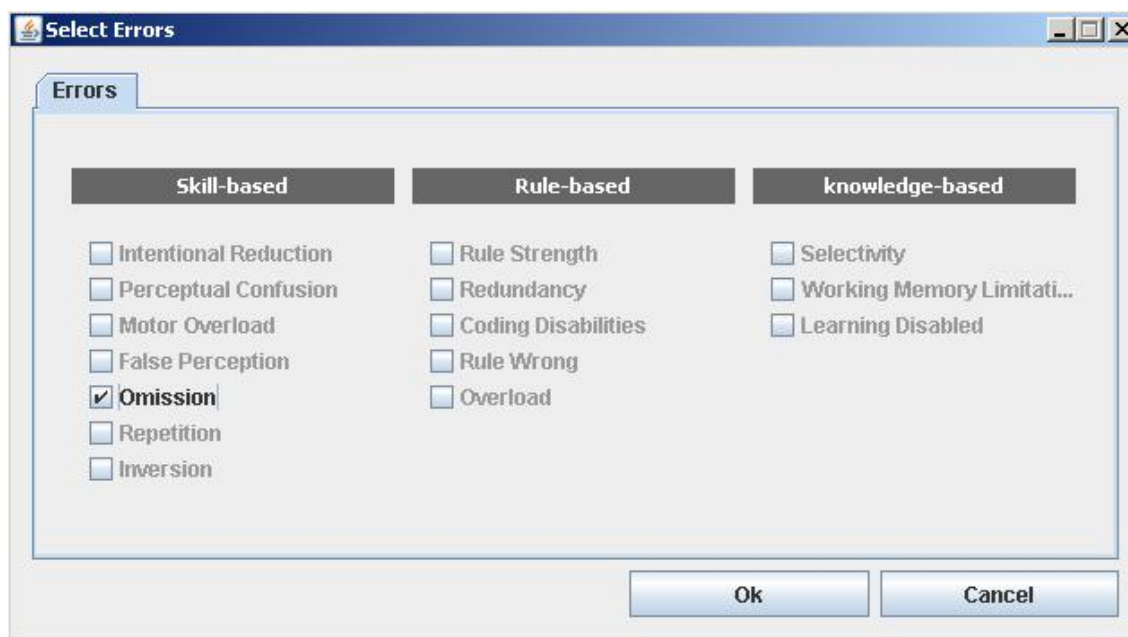 Select Errors
Errors
Skill-based
Intentional Reduction
Perceptual Confusion
Motor Overload
False Perception
Omission
Repetition
Inversion
Rule-based
Rule Strength
Redundancy
Coding Disabilities
Rule Wrong
Overload
knowledge-based
Selectivity
Working Memory Limitati...
Learning Disabled
Ok
Cancel